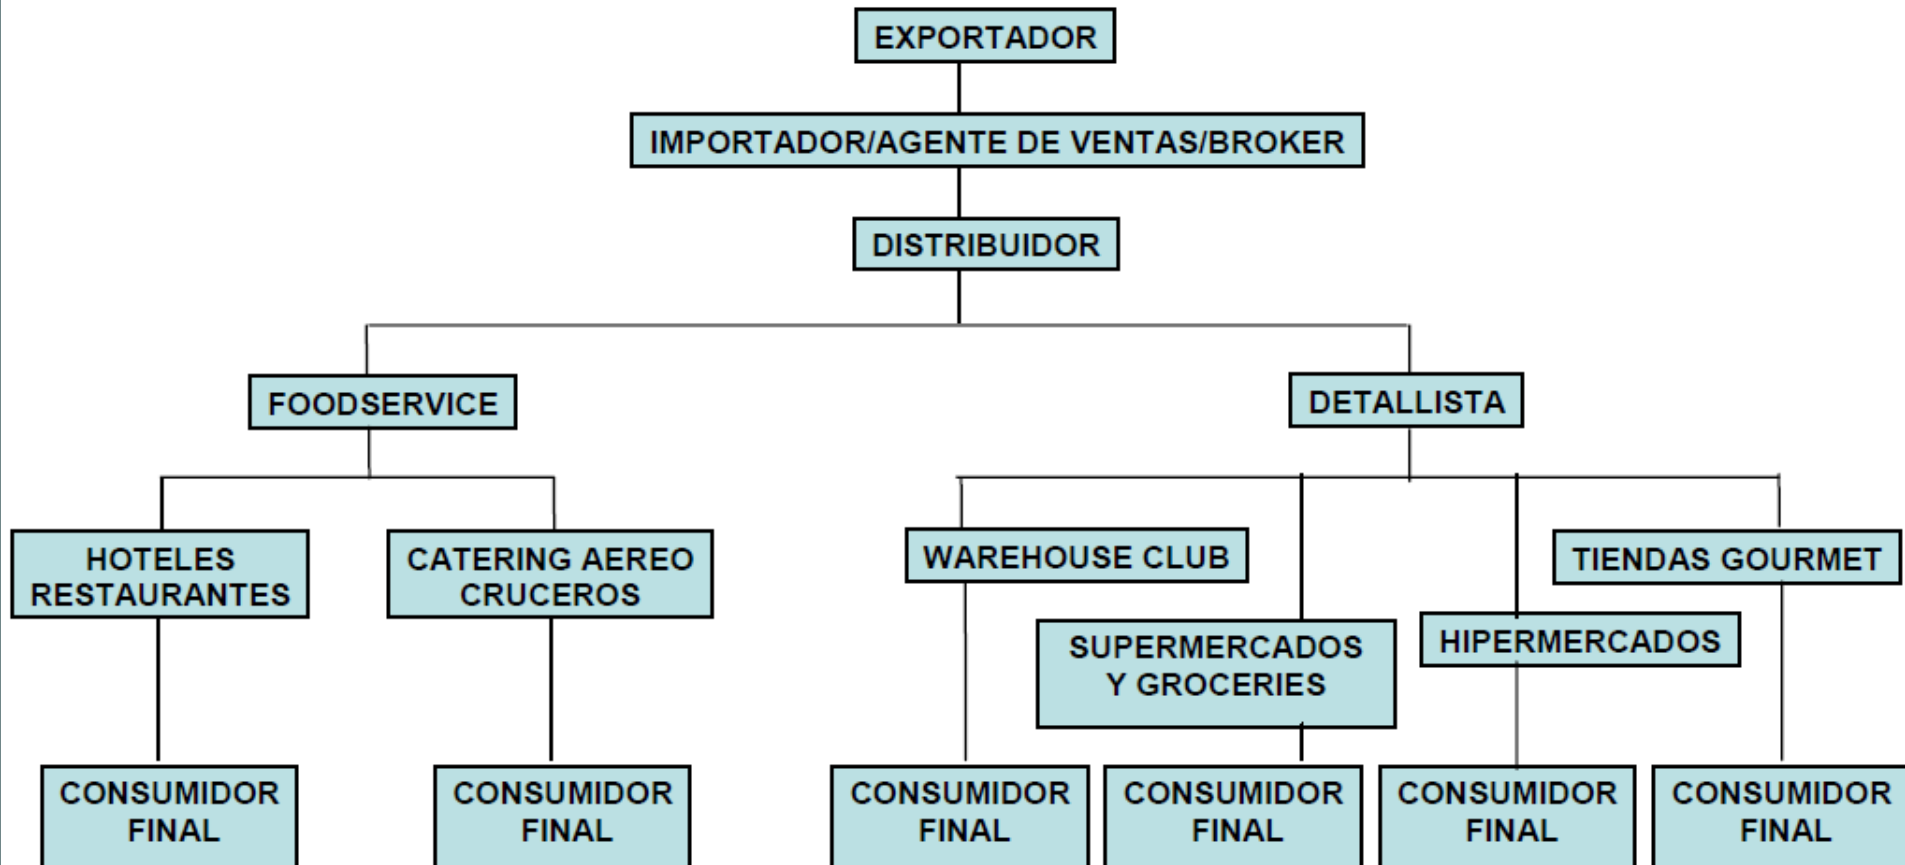 EXPORTADOR
IMPORTADOR/AGENTE DE VENTAS/BROKER
DISTRIBUIDOR
FOODSERVICE
DETALLISTA
HOTELES
RESTAURANTES
CATERING AEREO
CRUCEROS
WAREHOUSE CLUB
TIENDAS GOURMET
SUPERMERCADOS
Y GROCERIES
HIPERMERCADOS
CONSUMIDOR
FINAL
CONSUMIDOR
FINAL
CONSUMIDOR
FINAL
CONSUMIDOR
FINAL
CONSUMIDOR
FINAL
CONSUMIDOR
FINAL